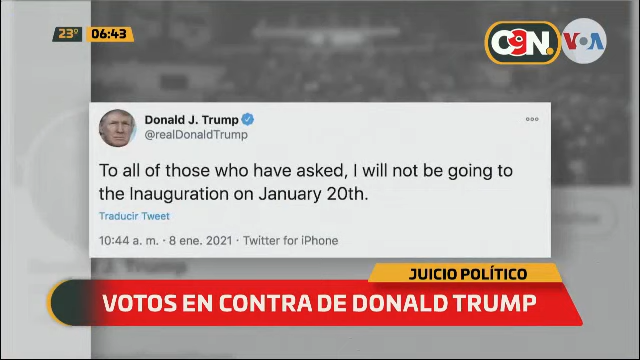 23° 06:43
C9N.
VOA
Donald J. Trump
@realDonaldTrump
To all of those who have asked, I will not be going to
the Inauguration on January 20th.
Traducir Tweet
10:44 a. m. · 8 ene. 2021 · Twitter for iPhone
JUICIO POLÍTICO
VOTOS EN CONTRA DE DONALD TRUMP